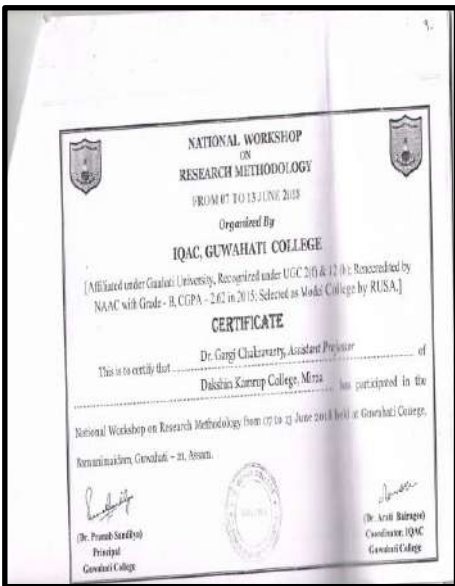 9.
NATIONAL WORKSHOP
ON
RESEARCH METHODOLOGY
FROM 07 TO 13 JUNE 2018
Organized By
IQAC, GUWAHATI COLLEGE
[Affiliated under Gauhati University, Recognized under UGC 2(f) & 12 (b); Reaccredited by
NAAC with Grade - B, CGPA - 2.62 in 2015; Selected as Model College by RUSA.]
CERTIFICATE
This is to certify that Dr. Gargi Chakravarty, Assistant Professor of
Dakshin Kamrup College, Mirza has participated in the
National Workshop on Research Methodology from 07 to 13 June 2018 held at Guwahati College,
Bamunimaidam, Guwahati – 21, Assam.
(Dr. Pranab Sandilya)
Principal
Guwahati College
(Dr. Arati Bairagee)
Coordinator, IQAC
Guwahati College